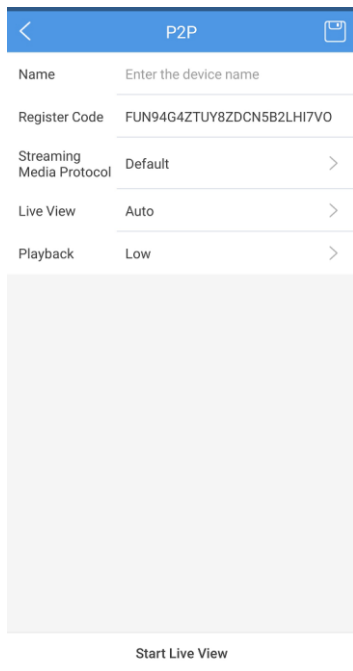 P2P
Name Enter the device name
Register Code FUN94G4ZTUY8ZDCN5B2LHI7VO
Streaming
Media Protocol Default
Live View Auto
Playback Low
Start Live View